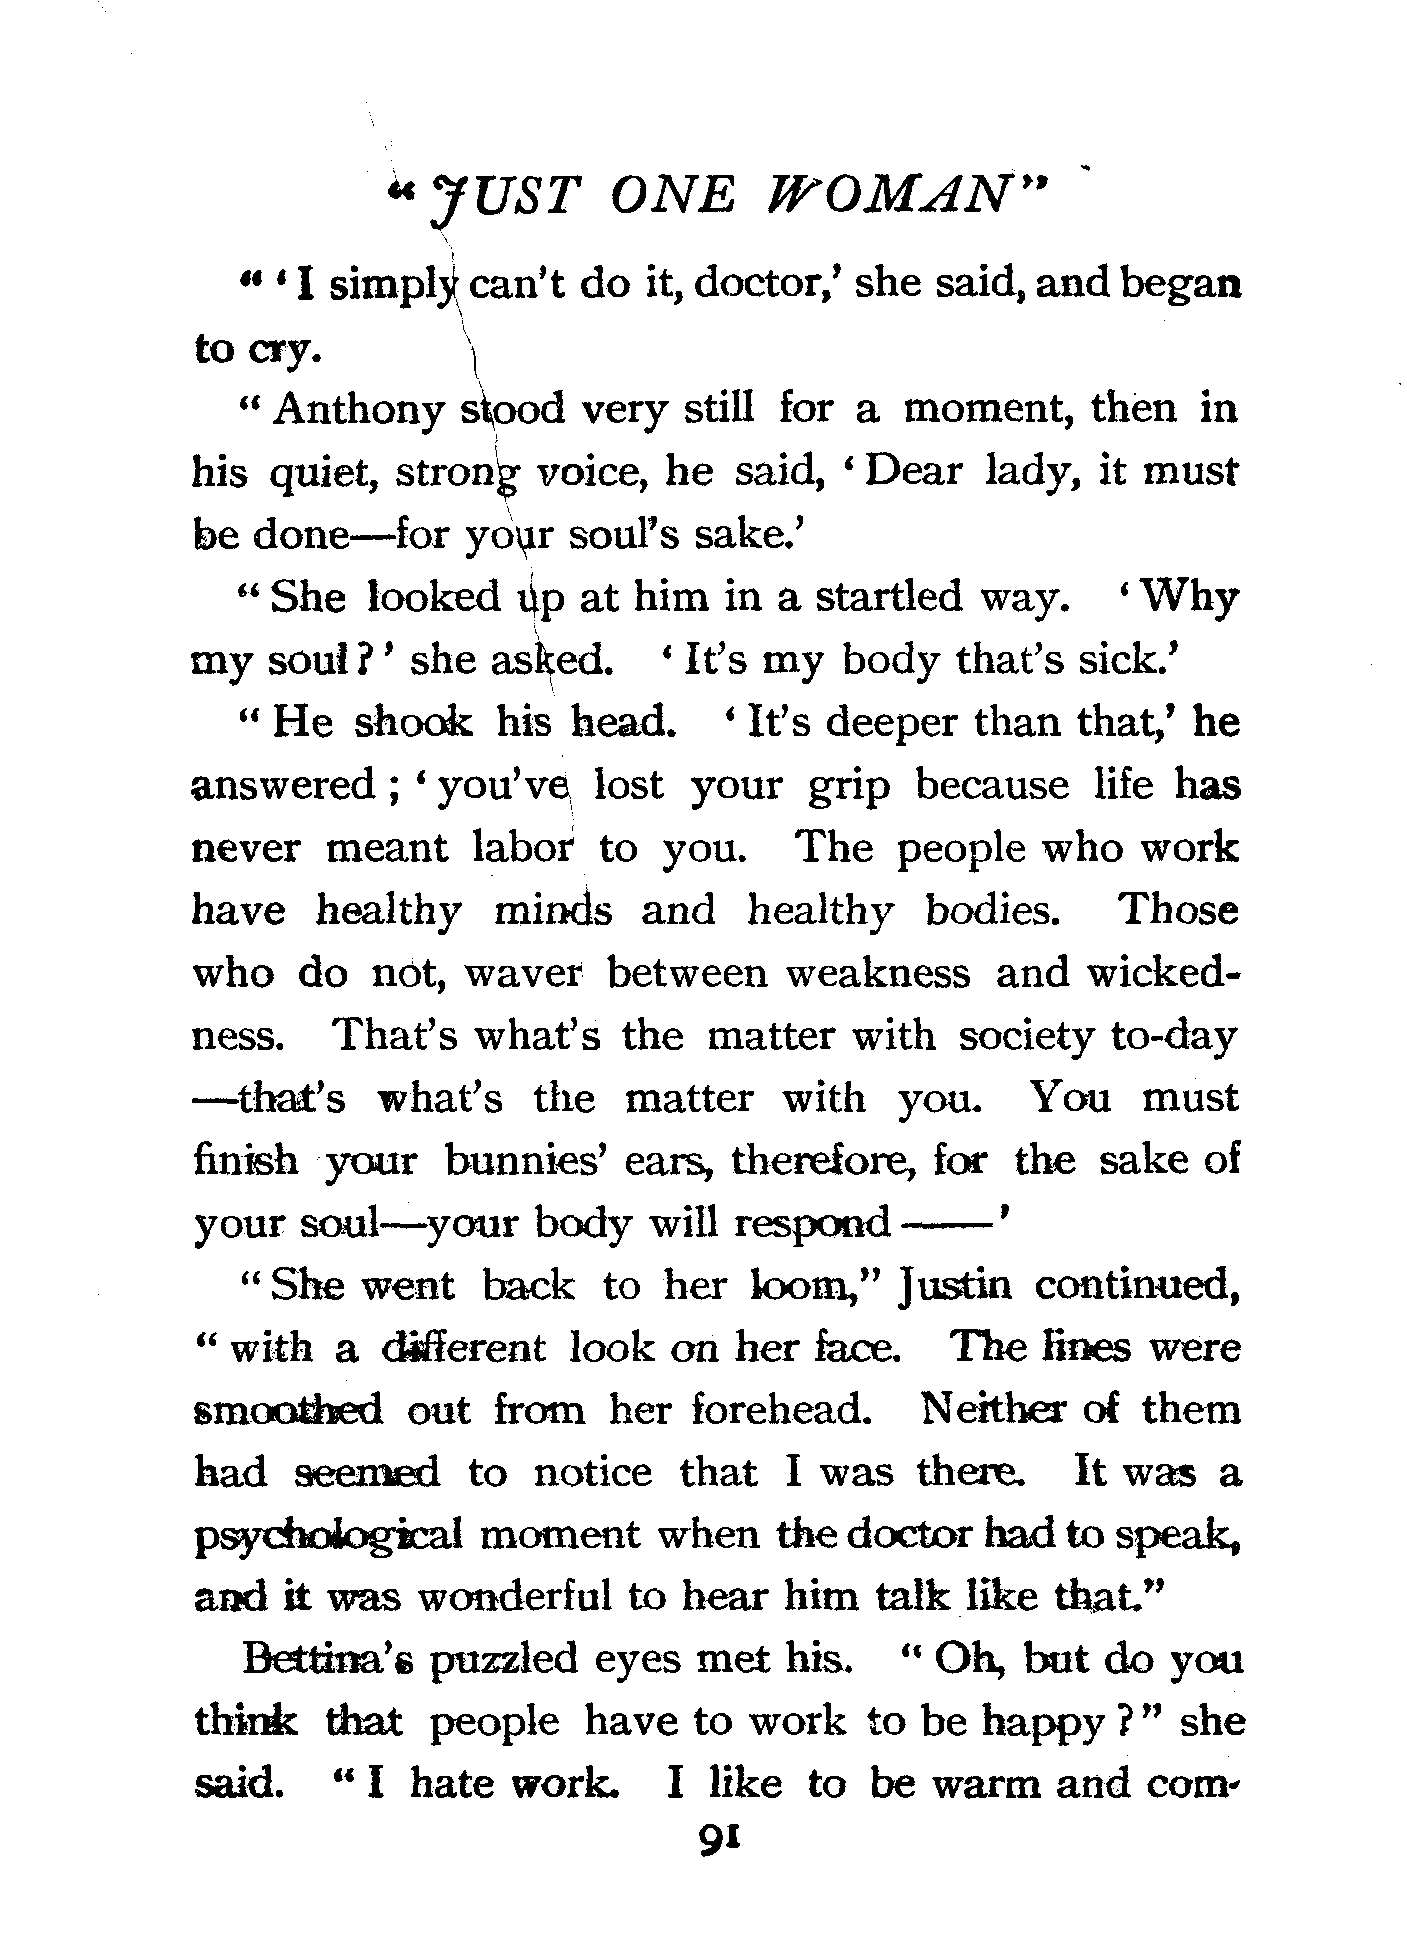 “JUST ONE WOMAN”
“ ‘I simply can’t do it, doctor,’ she said, and began
to cry.
“ Anthony stood very still for a moment, then in
his quiet, strong voice, he said, ‘ Dear lady, it must
be done—for your soul’s sake.’
“ She looked up at him in a startled way. ‘ Why
my soul ? ’ she asked. ‘ It’s my body that’s sick.’
“ He shook his head. ‘ It’s deeper than that,’ he
answered ; ‘ you’ve lost your grip because life has
never meant labor to you. The people who work
have healthy minds and healthy bodies. Those
who do not, waver between weakness and wicked-
ness. That’s what’s the matter with society to-day
—that’s what’s the matter with you. You must
finish your bunnies’ ears, therefore, for the sake of
your soul—your body will respond ——’
“ She went back to her loom,” Justin continued,
“ with a different look on her face. The lines were
smoothed out from her forehead. Neither of them
had seemed to notice that I was there. It was a
psychological moment when the doctor had to speak,
and it was wonderful to hear him talk like that.”
Bettina’s puzzled eyes met his. “ Oh, but do you
think that people have to work to be happy ? ” she
said. “ I hate work. I like to be warm and com-
91